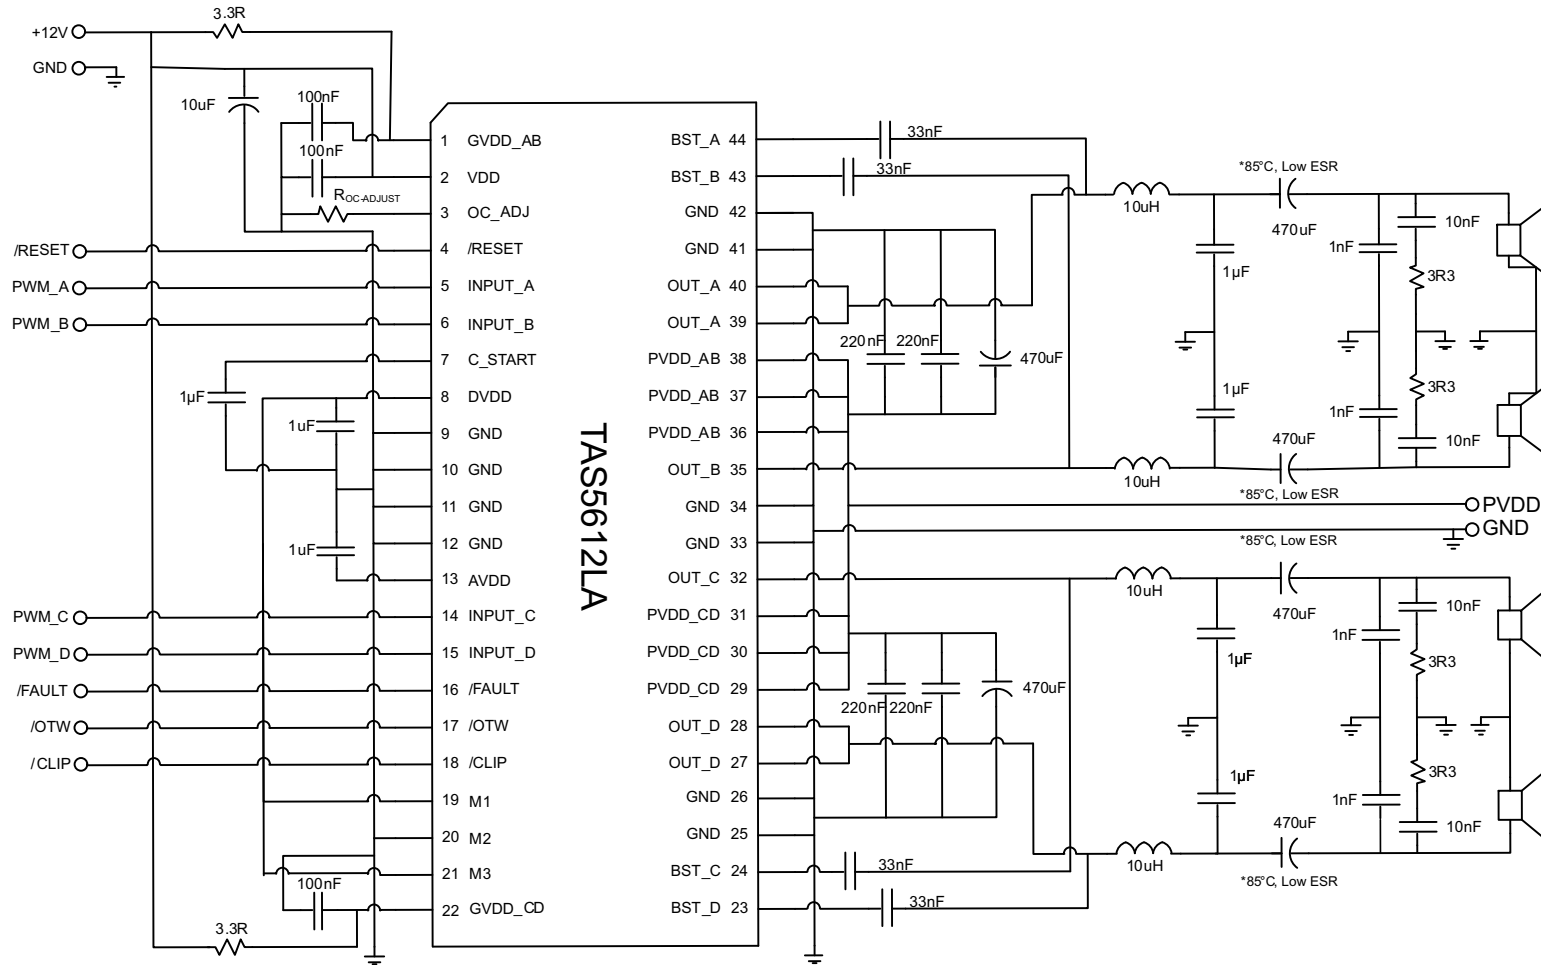 3.3R
+12V
GND
10uF
100nF
100nF
R_OC-ADJUST
/RESET
PWM_A
PWM_B
1µF
1uF
1uF
PWM_C
PWM_D
/FAULT
/OTW
/CLIP
100nF
3.3R
1 GVDD_AB
2 VDD
3 OC_ADJ
4 /RESET
5 INPUT_A
6 INPUT_B
7 C_START
8 DVDD
9 GND
10 GND
11 GND
12 GND
13 AVDD
14 INPUT_C
15 INPUT_D
16 /FAULT
17 /OTW
18 /CLIP
19 M1
20 M2
21 M3
22 GVDD_CD
TAS5612LA
BST_A 44
BST_B 43
GND 42
GND 41
OUT_A 40
OUT_A 39
PVDD_AB 38
PVDD_AB 37
PVDD_AB 36
OUT_B 35
GND 34
GND 33
OUT_C 32
PVDD_CD 31
PVDD_CD 30
PVDD_CD 29
OUT_D 28
OUT_D 27
GND 26
GND 25
BST_C 24
BST_D 23
33nF
33nF
220nF
220nF
470uF
10uH
*85°C, Low ESR
470uF
1µF
1nF
10nF
3R3
1µF
1nF
3R3
10nF
10uH
470uF
*85°C, Low ESR
PVDD
GND
*85°C, Low ESR
10uH
470uF
1µF
1nF
10nF
3R3
220nF
220nF
470uF
1µF
1nF
3R3
10nF
10uH
470uF
*85°C, Low ESR
33nF
33nF